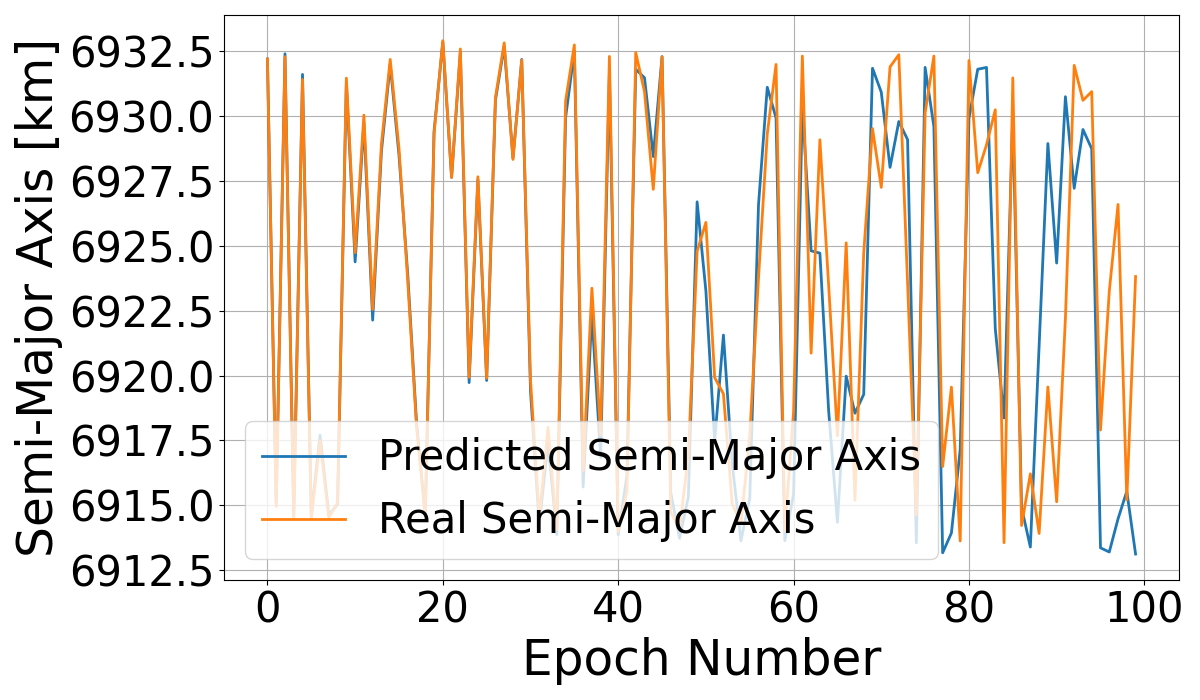 Semi-Major Axis [km]
6932.5
6930.0
6927.5
6925.0
6922.5
6920.0
6917.5
6915.0
6912.5
Predicted Semi-Major Axis
Real Semi-Major Axis
0 20 40 60 80 100
Epoch Number